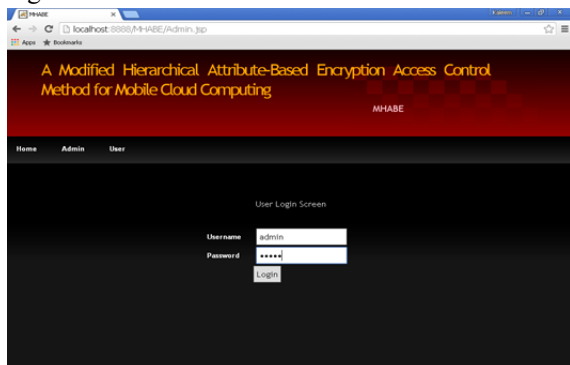 MHABE
localhost:8888/MHABE/Admin.jsp
Apps Bookmarks
A Modified Hierarchical Attribute-Based Encryption Access Control
Method for Mobile Cloud Computing
MHABE
Home Admin User
User Login Screen
Username admin
Password •••••
Login